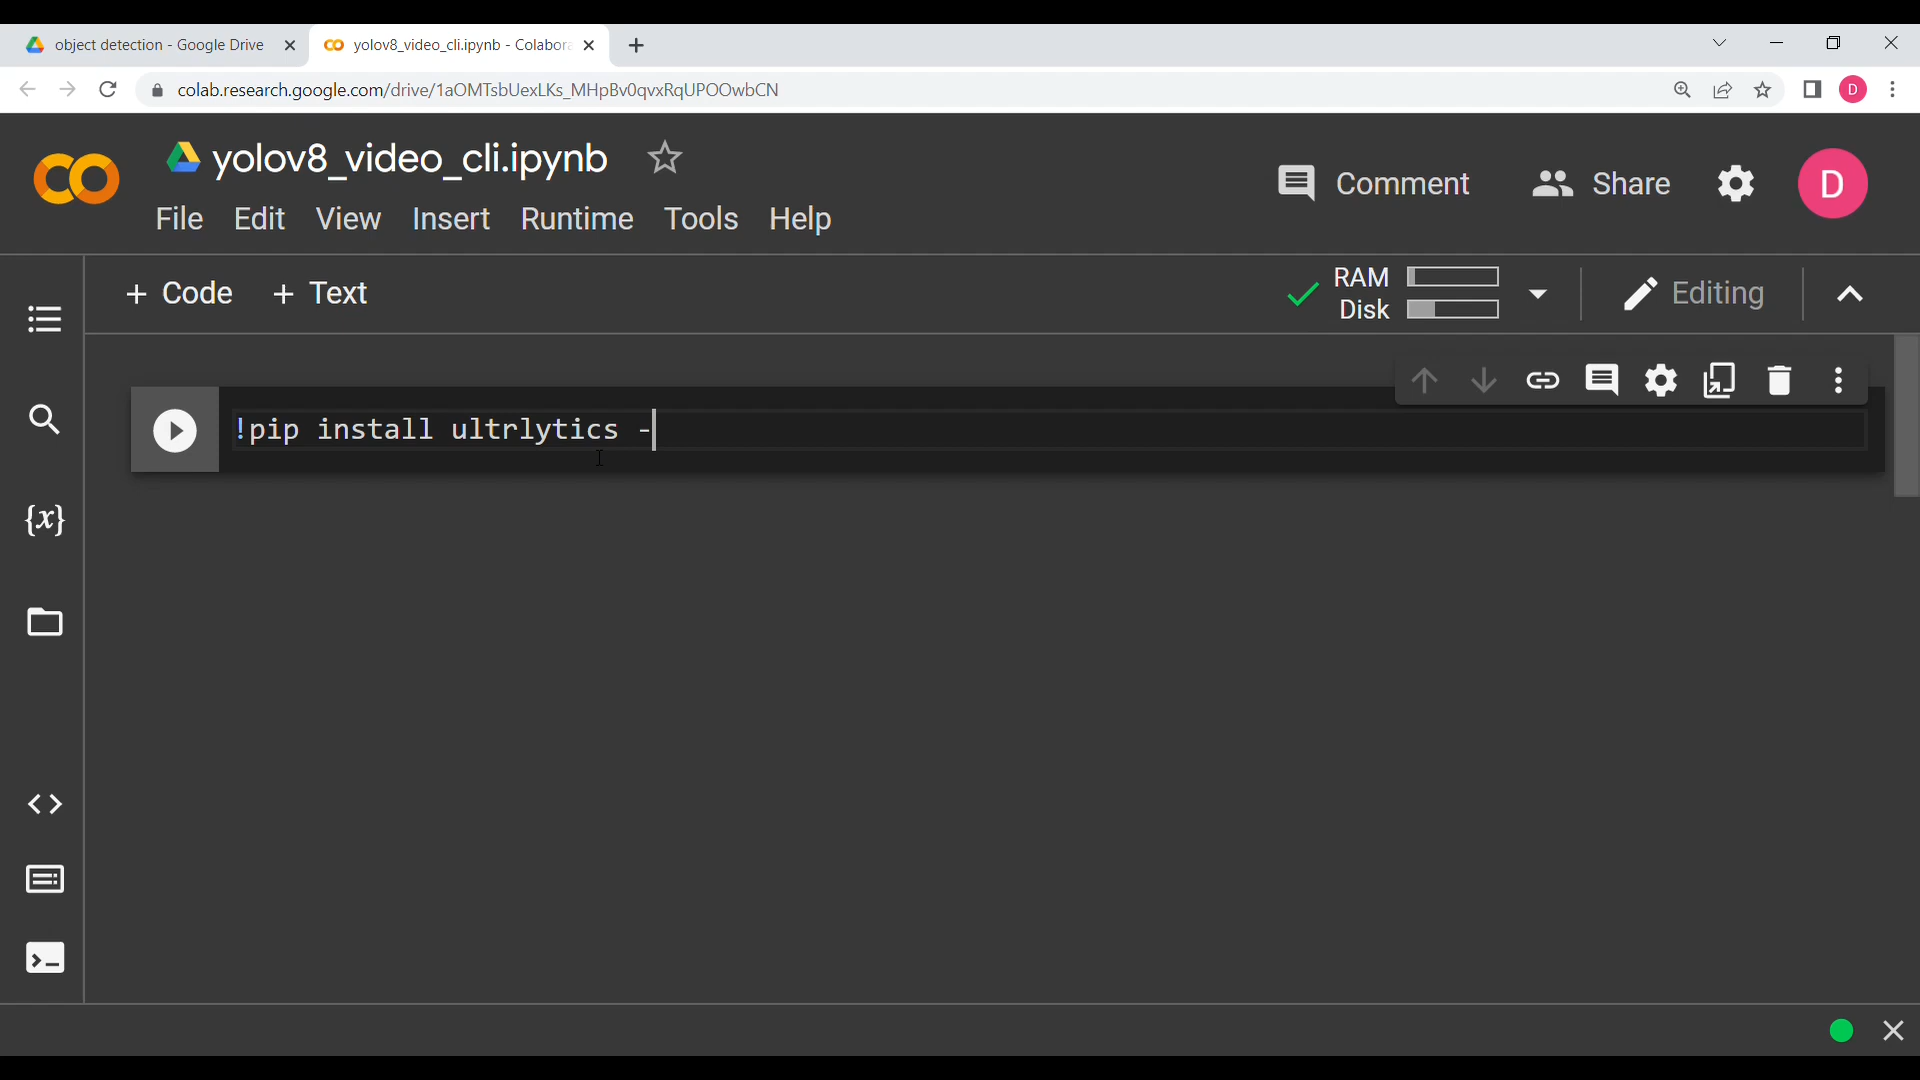 object detection - Google Drive
yolov8_video_cli.ipynb - Colabor
colab.research.google.com/drive/1aOMTsbUexLKs_MHpBv0qvxRqUPOOwbCN
D
yolov8_video_cli.ipynb
Comment
Share
D
File Edit View Insert Runtime Tools Help
+ Code + Text
RAM
Disk
Editing
!pip install ultrlytics -
{x}